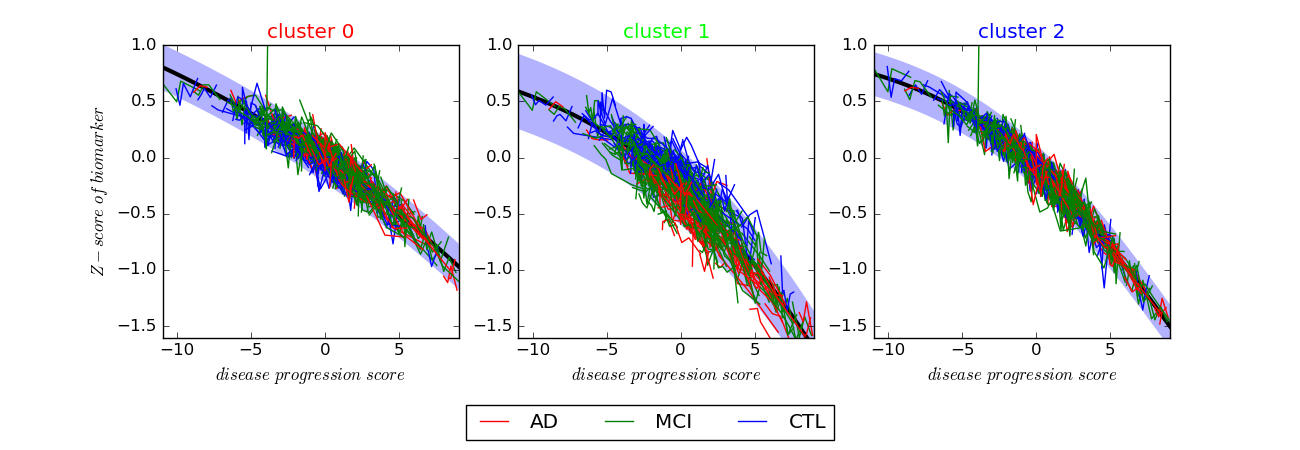 cluster 0 cluster 1 cluster 2
1.0 1.0 1.0
0.5 0.5 0.5
0.0 0.0 0.0
−0.5 −0.5 −0.5
−1.0 −1.0 −1.0
−1.5 −1.5 −1.5
Z − score of biomarker
−10 −5 0 5 −10 −5 0 5 −10 −5 0 5
disease progression score disease progression score disease progression score
AD MCI CTL